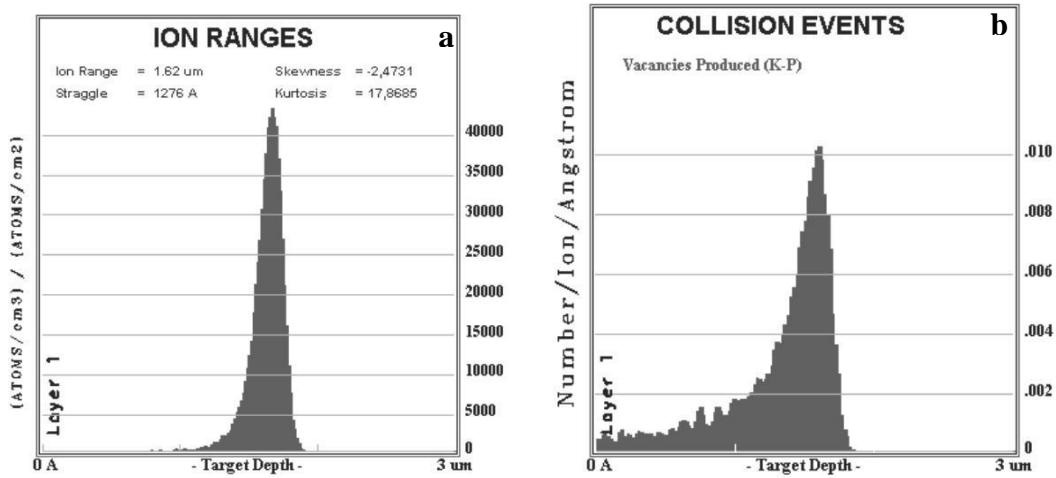 ION RANGES
a
Ion Range = 1.62 um Skewness = -2,4731
Straggle = 1276 A Kurtosis = 17,8685
(ATOMS/cm3) / (ATOMS/cm2)
40000
35000
30000
25000
20000
15000
10000
5000
0
Layer 1
0 A
- Target Depth -
3 um
COLLISION EVENTS
b
Vacancies Produced (K-P)
Number/Ion/Angstrom
.010
.008
.006
.004
.002
0
Layer 1
0 A
- Target Depth -
3 um